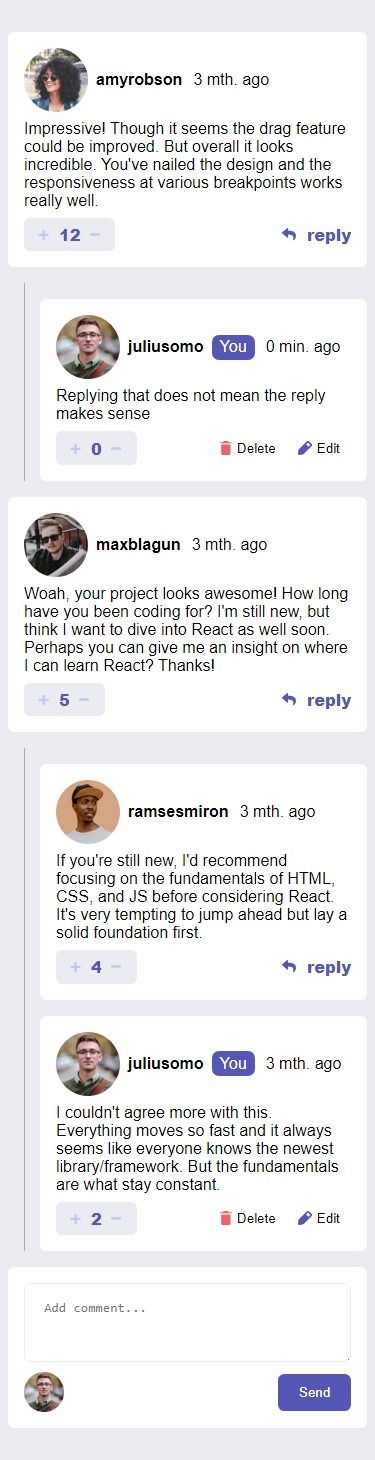 amyrobson 3 mth. ago
Impressive! Though it seems the drag feature
could be improved. But overall it looks
incredible. You've nailed the design and the
responsiveness at various breakpoints works
really well.
+ 12 − reply
juliusomo You 0 min. ago
Replying that does not mean the reply
makes sense
+ 0 − Delete Edit
maxblagun 3 mth. ago
Woah, your project looks awesome! How long
have you been coding for? I'm still new, but
think I want to dive into React as well soon.
Perhaps you can give me an insight on where
I can learn React? Thanks!
+ 5 − reply
ramsesmiron 3 mth. ago
If you're still new, I'd recommend
focusing on the fundamentals of HTML,
CSS, and JS before considering React.
It's very tempting to jump ahead but lay a
solid foundation first.
+ 4 − reply
juliusomo You 3 mth. ago
I couldn't agree more with this.
Everything moves so fast and it always
seems like everyone knows the newest
library/framework. But the fundamentals
are what stay constant.
+ 2 − Delete Edit
Add comment...
Send